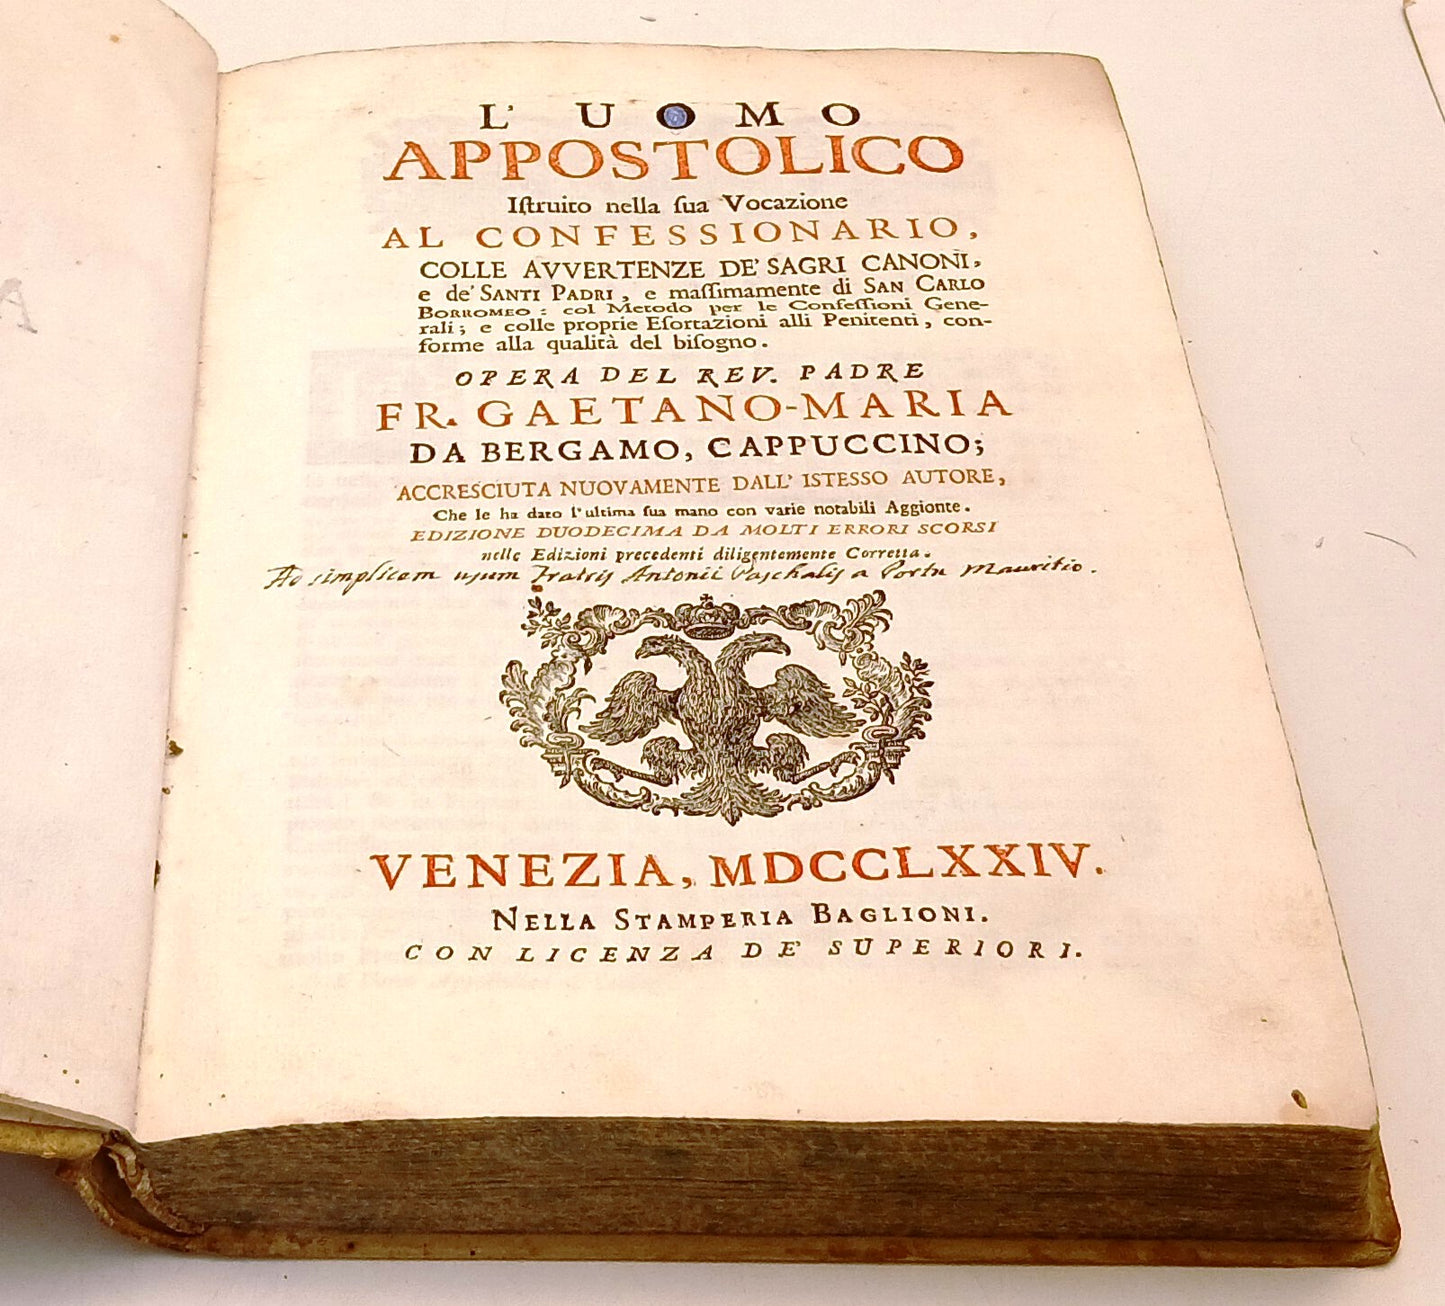 L' UOMO
APPOSTOLICO
Iſtruito nella ſua Vocazione
AL CONFESSIONARIO,
COLLE AVVERTENZE DE' SAGRI CANONI,
e de' SANTI PADRI, e maſſimamente di SAN CARLO
BORROMEO: col Metodo per le Confeſſioni Gene-
rali; e colle proprie Eſortazioni alli Penitenti, con-
forme alla qualità del biſogno.
OPERA DEL REV. PADRE
FR. GAETANO-MARIA
DA BERGAMO, CAPPUCCINO;
ACCRESCIUTA NUOVAMENTE DALL' ISTESSO AUTORE,
Che le ha dato l'ultima ſua mano con varie notabili Aggionte.
EDIZIONE DUODECIMA DA MOLTI ERRORI SCORSI
nelle Edizioni precedenti diligentemente Corretta.
Ad simplicem usum Fratris Antonii Paschalis a Portu Mauritio.
VENEZIA, MDCCLXXIV.
NELLA STAMPERIA BAGLIONI.
CON LICENZA DE' SUPERIORI.